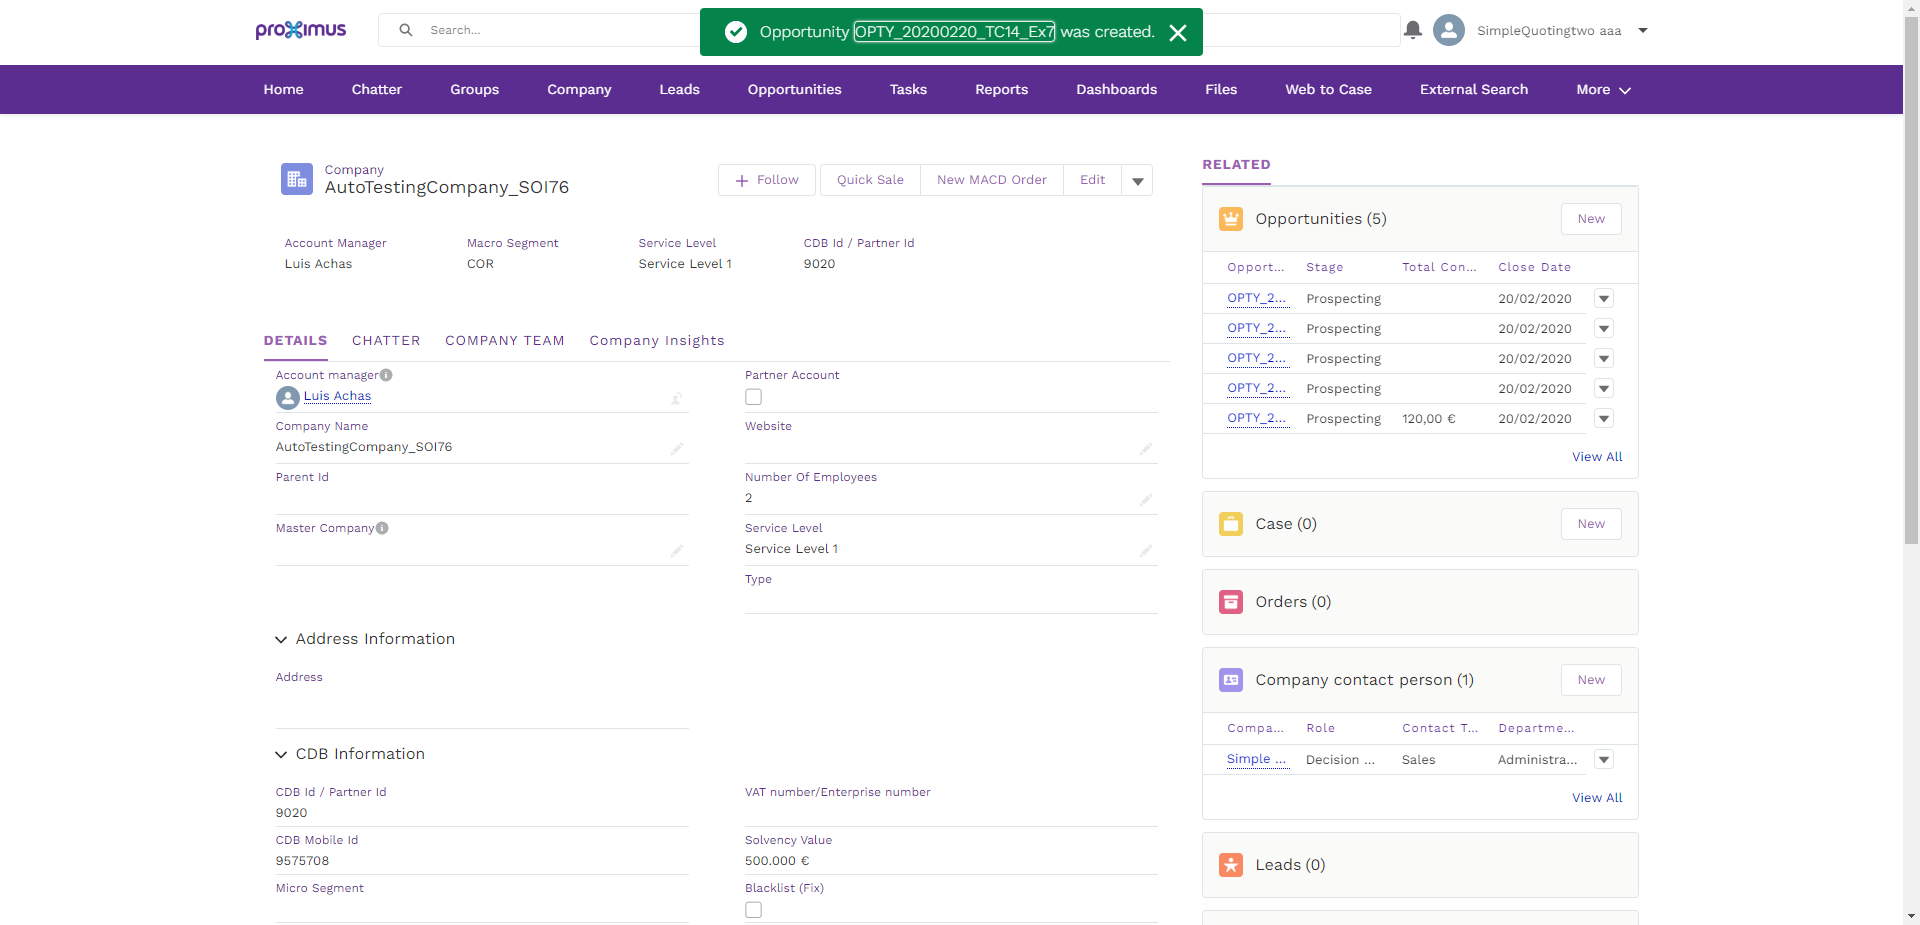 proximus
Search...
Opportunity OPTY_20200220_TC14_Ex7 was created.
SimpleQuotingtwo aaa
Home Chatter Groups Company Leads Opportunities Tasks Reports Dashboards Files Web to Case External Search More
Company
AutoTestingCompany_SOI76
Follow Quick Sale New MACD Order Edit
Account Manager Macro Segment Service Level CDB Id / Partner Id
Luis Achas COR Service Level 1 9020
DETAILS CHATTER COMPANY TEAM Company Insights
Account manager Partner Account
Luis Achas
Company Name Website
AutoTestingCompany_SOI76
Parent Id Number Of Employees
2
Master Company Service Level
Service Level 1
Type
Address Information
Address
CDB Information
CDB Id / Partner Id VAT number/Enterprise number
9020
CDB Mobile Id Solvency Value
9575708 500.000 €
Micro Segment Blacklist (Fix)
RELATED
Opportunities (5) New
Opport... Stage Total Con... Close Date
OPTY_2... Prospecting 20/02/2020
OPTY_2... Prospecting 20/02/2020
OPTY_2... Prospecting 20/02/2020
OPTY_2... Prospecting 20/02/2020
OPTY_2... Prospecting 120,00 € 20/02/2020
View All
Case (0) New
Orders (0)
Company contact person (1) New
Compa... Role Contact T... Departme...
Simple ... Decision ... Sales Administra...
View All
Leads (0)